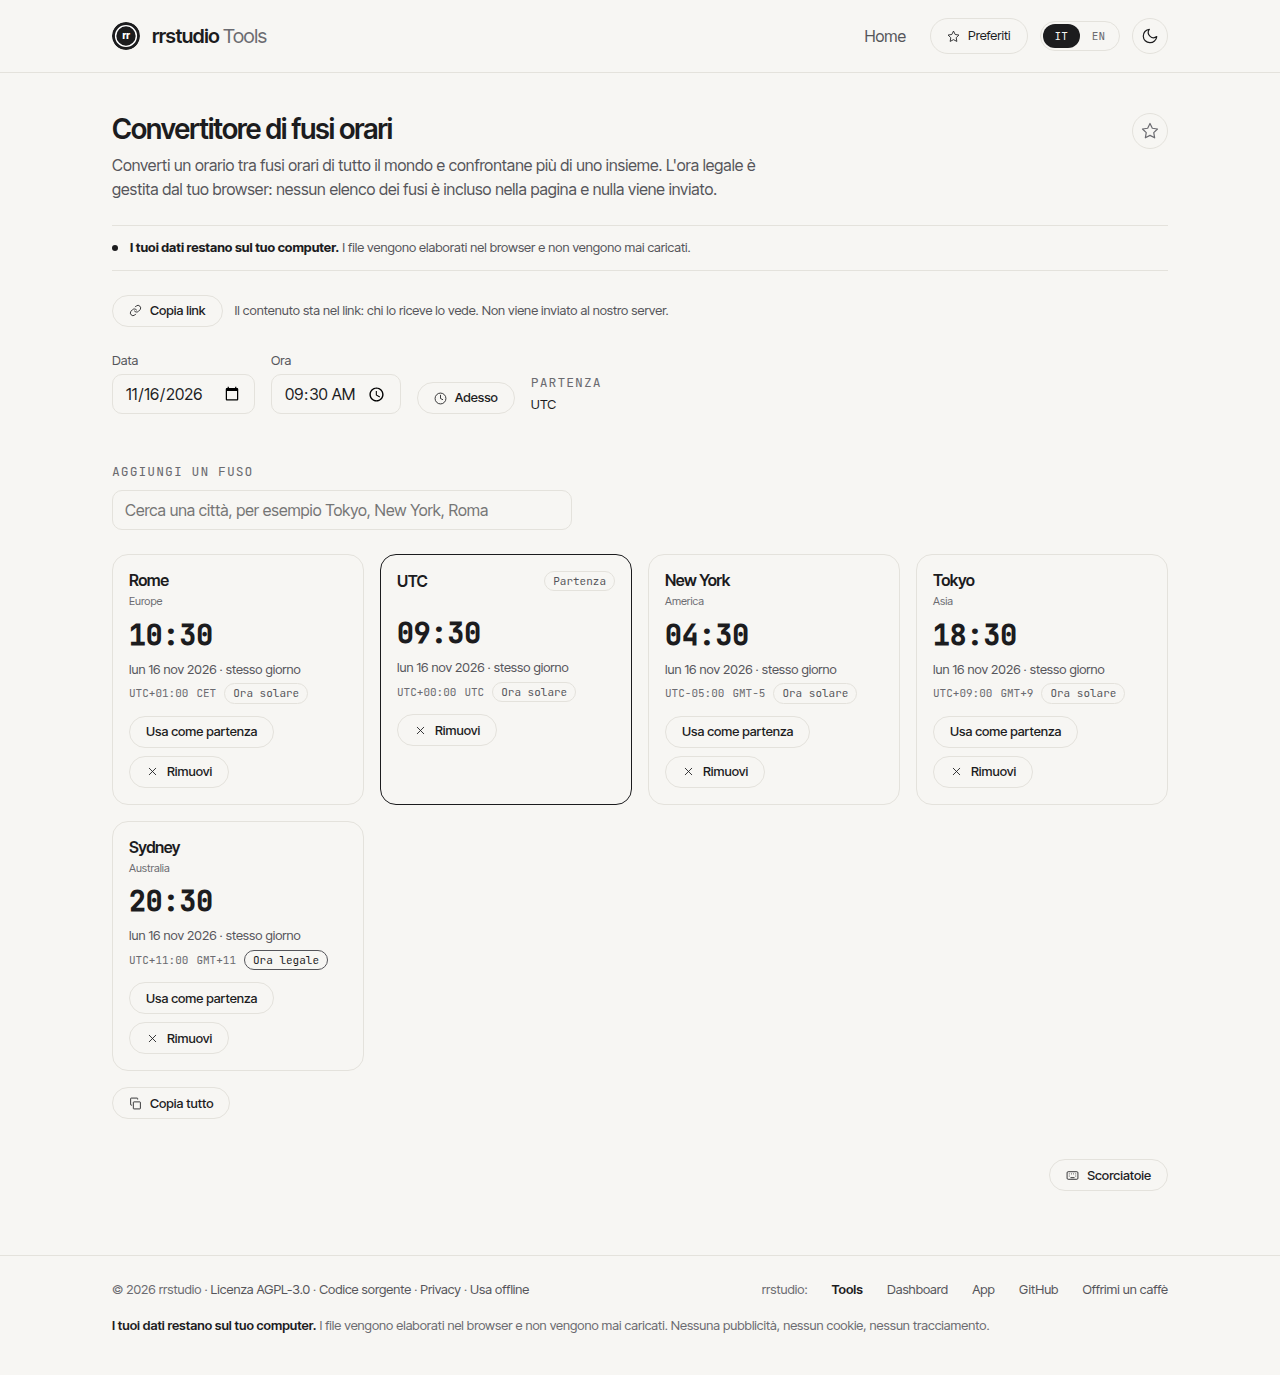 rr rrstudio Tools
Home
Preferiti
IT EN
Convertitore di fusi orari
Converti un orario tra fusi orari di tutto il mondo e confrontane più di uno insieme. L'ora legale è
gestita dal tuo browser: nessun elenco dei fusi è incluso nella pagina e nulla viene inviato.
I tuoi dati restano sul tuo computer. I file vengono elaborati nel browser e non vengono mai caricati.
Copia link
Il contenuto sta nel link: chi lo riceve lo vede. Non viene inviato al nostro server.
Data
11/16/2026
Ora
09:30 AM
Adesso
PARTENZA
UTC
AGGIUNGI UN FUSO
Cerca una città, per esempio Tokyo, New York, Roma
Rome
Europe
10:30
lun 16 nov 2026 · stesso giorno
UTC+01:00 CET Ora solare
Usa come partenza
Rimuovi
UTC Partenza
09:30
lun 16 nov 2026 · stesso giorno
UTC+00:00 UTC Ora solare
Rimuovi
New York
America
04:30
lun 16 nov 2026 · stesso giorno
UTC-05:00 GMT-5 Ora solare
Usa come partenza
Rimuovi
Tokyo
Asia
18:30
lun 16 nov 2026 · stesso giorno
UTC+09:00 GMT+9 Ora solare
Usa come partenza
Rimuovi
Sydney
Australia
20:30
lun 16 nov 2026 · stesso giorno
UTC+11:00 GMT+11 Ora legale
Usa come partenza
Rimuovi
Copia tutto
Scorciatoie
© 2026 rrstudio · Licenza AGPL-3.0 · Codice sorgente · Privacy · Usa offline
rrstudio: Tools Dashboard App GitHub Offrimi un caffè
I tuoi dati restano sul tuo computer. I file vengono elaborati nel browser e non vengono mai caricati. Nessuna pubblicità, nessun cookie, nessun tracciamento.